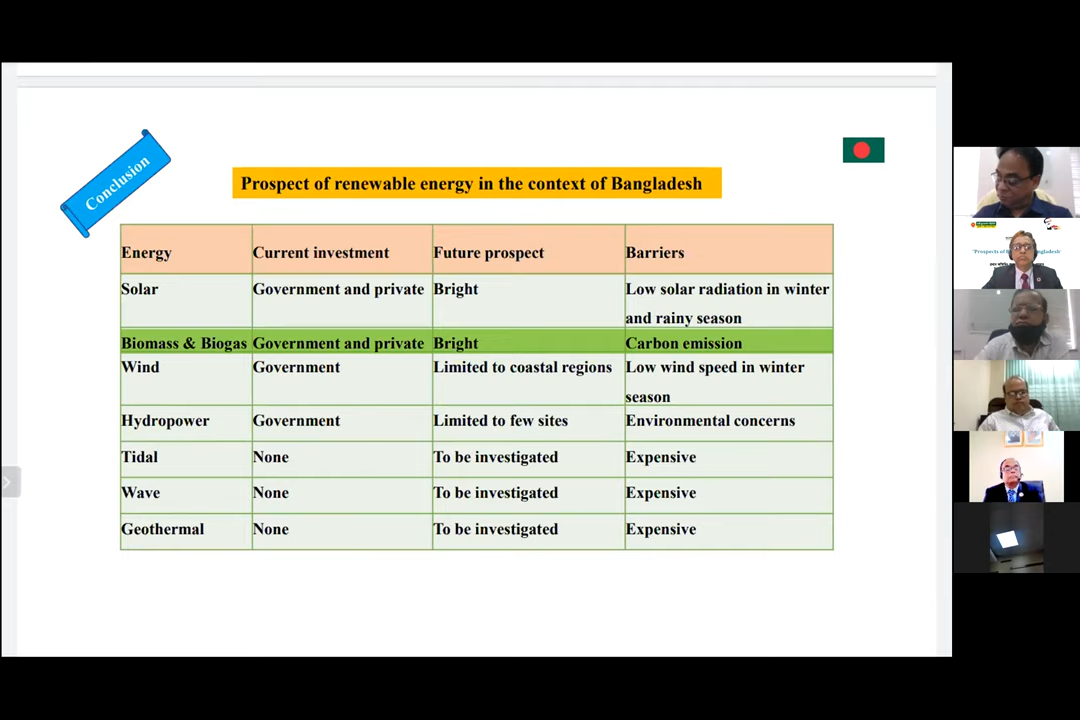 Conclusion
Prospect of renewable energy in the context of Bangladesh
Energy Current investment Future prospect Barriers
Solar Government and private Bright Low solar radiation in winter
and rainy season
Biomass & Biogas Government and private Bright Carbon emission
Wind Government Limited to coastal regions Low wind speed in winter
season
Hydropower Government Limited to few sites Environmental concerns
Tidal None To be investigated Expensive
Wave None To be investigated Expensive
Geothermal None To be investigated Expensive
"Prospects of